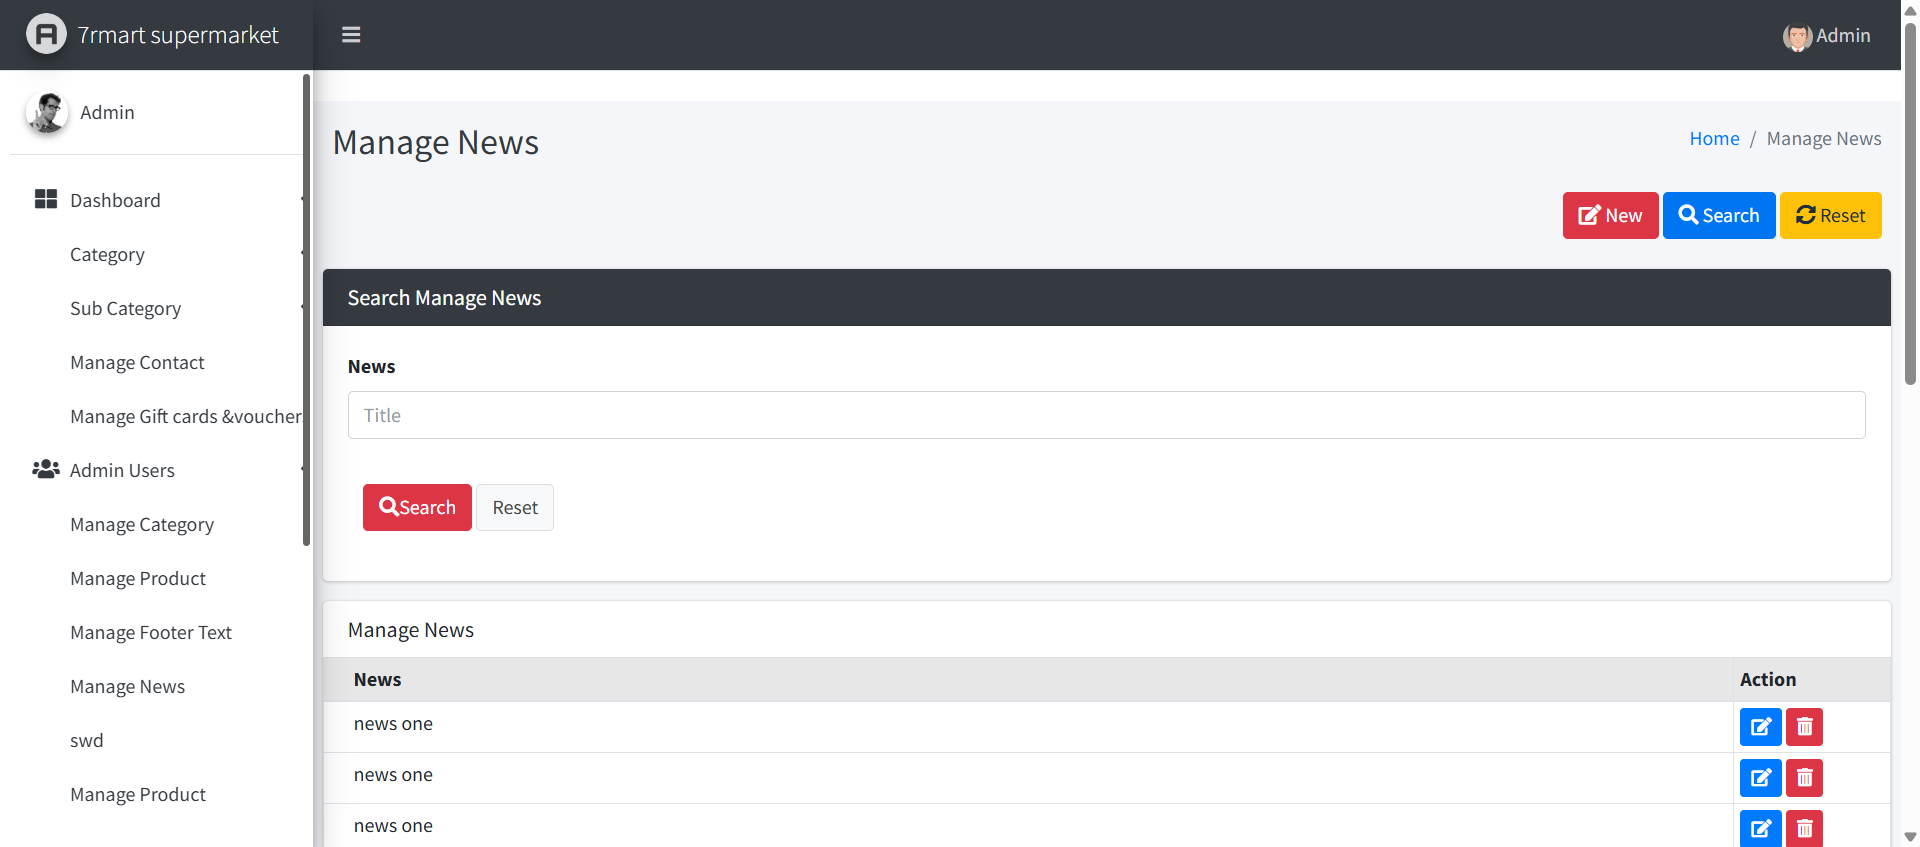 7rmart supermarket
Admin
Admin
Manage News
Home / Manage News
Dashboard
Category
Sub Category
Manage Contact
Manage Gift cards &voucher
Admin Users
Manage Category
Manage Product
Manage Footer Text
Manage News
swd
Manage Product
New
Search
Reset
Search Manage News
News
Title
Search
Reset
Manage News
News
Action
news one
news one
news one